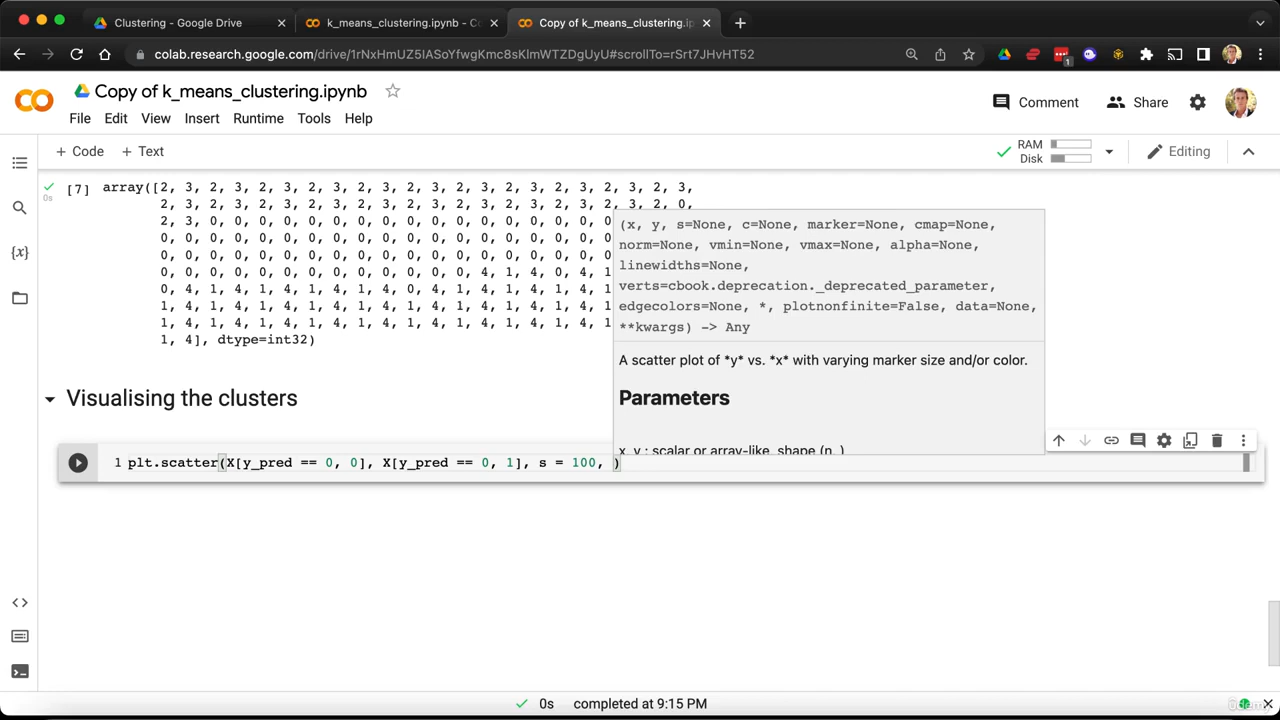 Clustering - Google Drive
k_means_clustering.ipynb - Co
Copy of k_means_clustering.ip
colab.research.google.com/drive/1rNxHmUZ5IASoYfwgKmc8sKlmWTZDgUyU#scrollTo=rSrt7JHvHT52
1
Copy of k_means_clustering.ipynb
Comment
Share
File Edit View Insert Runtime Tools Help
+ Code + Text
RAM
Disk
Editing
[7] array([2, 3, 2, 3, 2, 3, 2, 3, 2, 3, 2, 3, 2, 3, 2, 3, 2, 3, 2, 3, 2, 3,
0s
2, 3, 2, 3, 2, 3, 2, 3, 2, 3, 2, 3, 2, 3, 2, 3, 2, 3, 2, 3, 2, 0,
2, 3, 0, 0, 0, 0, 0, 0, 0, 0, 0, 0, 0, 0, 0, 0, 0, 0, 0
0, 0, 0, 0, 0, 0, 0, 0, 0, 0, 0, 0, 0, 0, 0, 0, 0, 0, 0
0, 0, 0, 0, 0, 0, 0, 0, 0, 0, 0, 0, 0, 0, 0, 0, 0, 0, 0
0, 0, 0, 0, 0, 0, 0, 0, 0, 0, 0, 0, 0, 4, 1, 4, 0, 4, 1
0, 4, 1, 4, 1, 4, 1, 4, 1, 4, 0, 4, 1, 4, 1, 4, 1, 4, 1
1, 4, 1, 4, 1, 4, 1, 4, 1, 4, 1, 4, 1, 4, 1, 4, 1, 4, 1
1, 4, 1, 4, 1, 4, 1, 4, 1, 4, 1, 4, 1, 4, 1, 4, 1, 4, 1
1, 4], dtype=int32)
(x, y, s=None, c=None, marker=None, cmap=None,
norm=None, vmin=None, vmax=None, alpha=None,
linewidths=None,
verts=cbook.deprecation._deprecated_parameter,
edgecolors=None, *, plotnonfinite=False, data=None,
**kwargs) -> Any
A scatter plot of *y* vs. *x* with varying marker size and/or color.
Parameters
x, y : scalar or array-like, shape (n, )
Visualising the clusters
1 plt.scatter(X[y_pred == 0, 0], X[y_pred == 0, 1], s = 100, )
0s completed at 9:15 PM